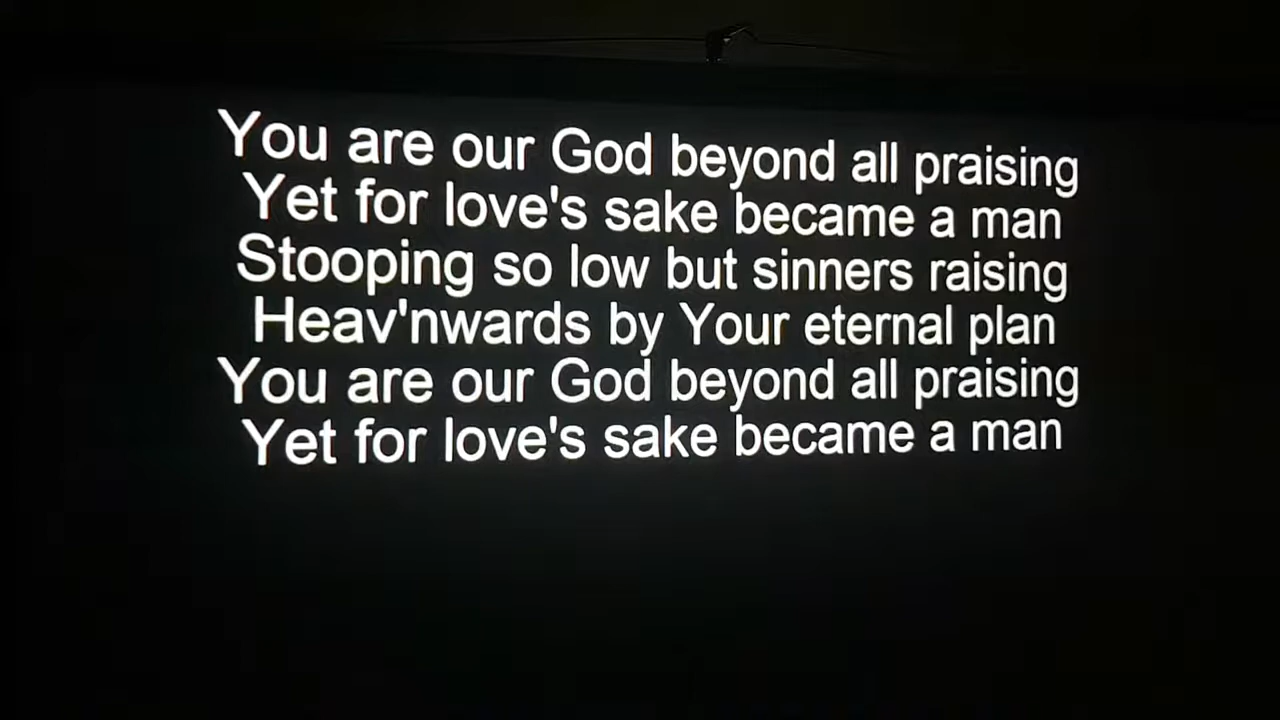 You are our God beyond all praising
Yet for love's sake became a man
Stooping so low but sinners raising
Heav'nwards by Your eternal plan
You are our God beyond all praising
Yet for love's sake became a man